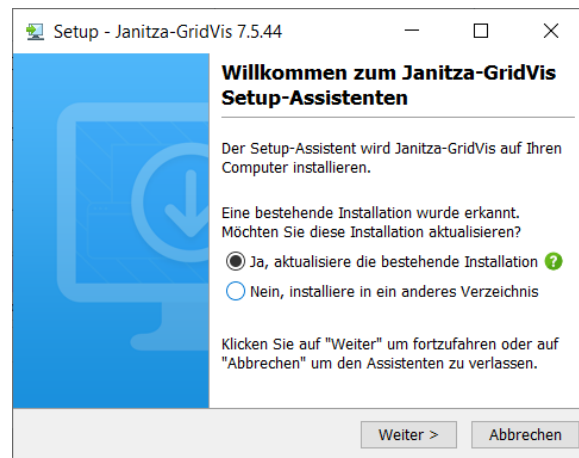 Setup - Janitza-GridVis 7.5.44
Willkommen zum Janitza-GridVis
Setup-Assistenten
Der Setup-Assistent wird Janitza-GridVis auf Ihren
Computer installieren.
Eine bestehende Installation wurde erkannt.
Möchten Sie diese Installation aktualisieren?
Ja, aktualisiere die bestehende Installation ?
Nein, installiere in ein anderes Verzeichnis
Klicken Sie auf "Weiter" um fortzufahren oder auf
"Abbrechen" um den Assistenten zu verlassen.
Weiter > Abbrechen